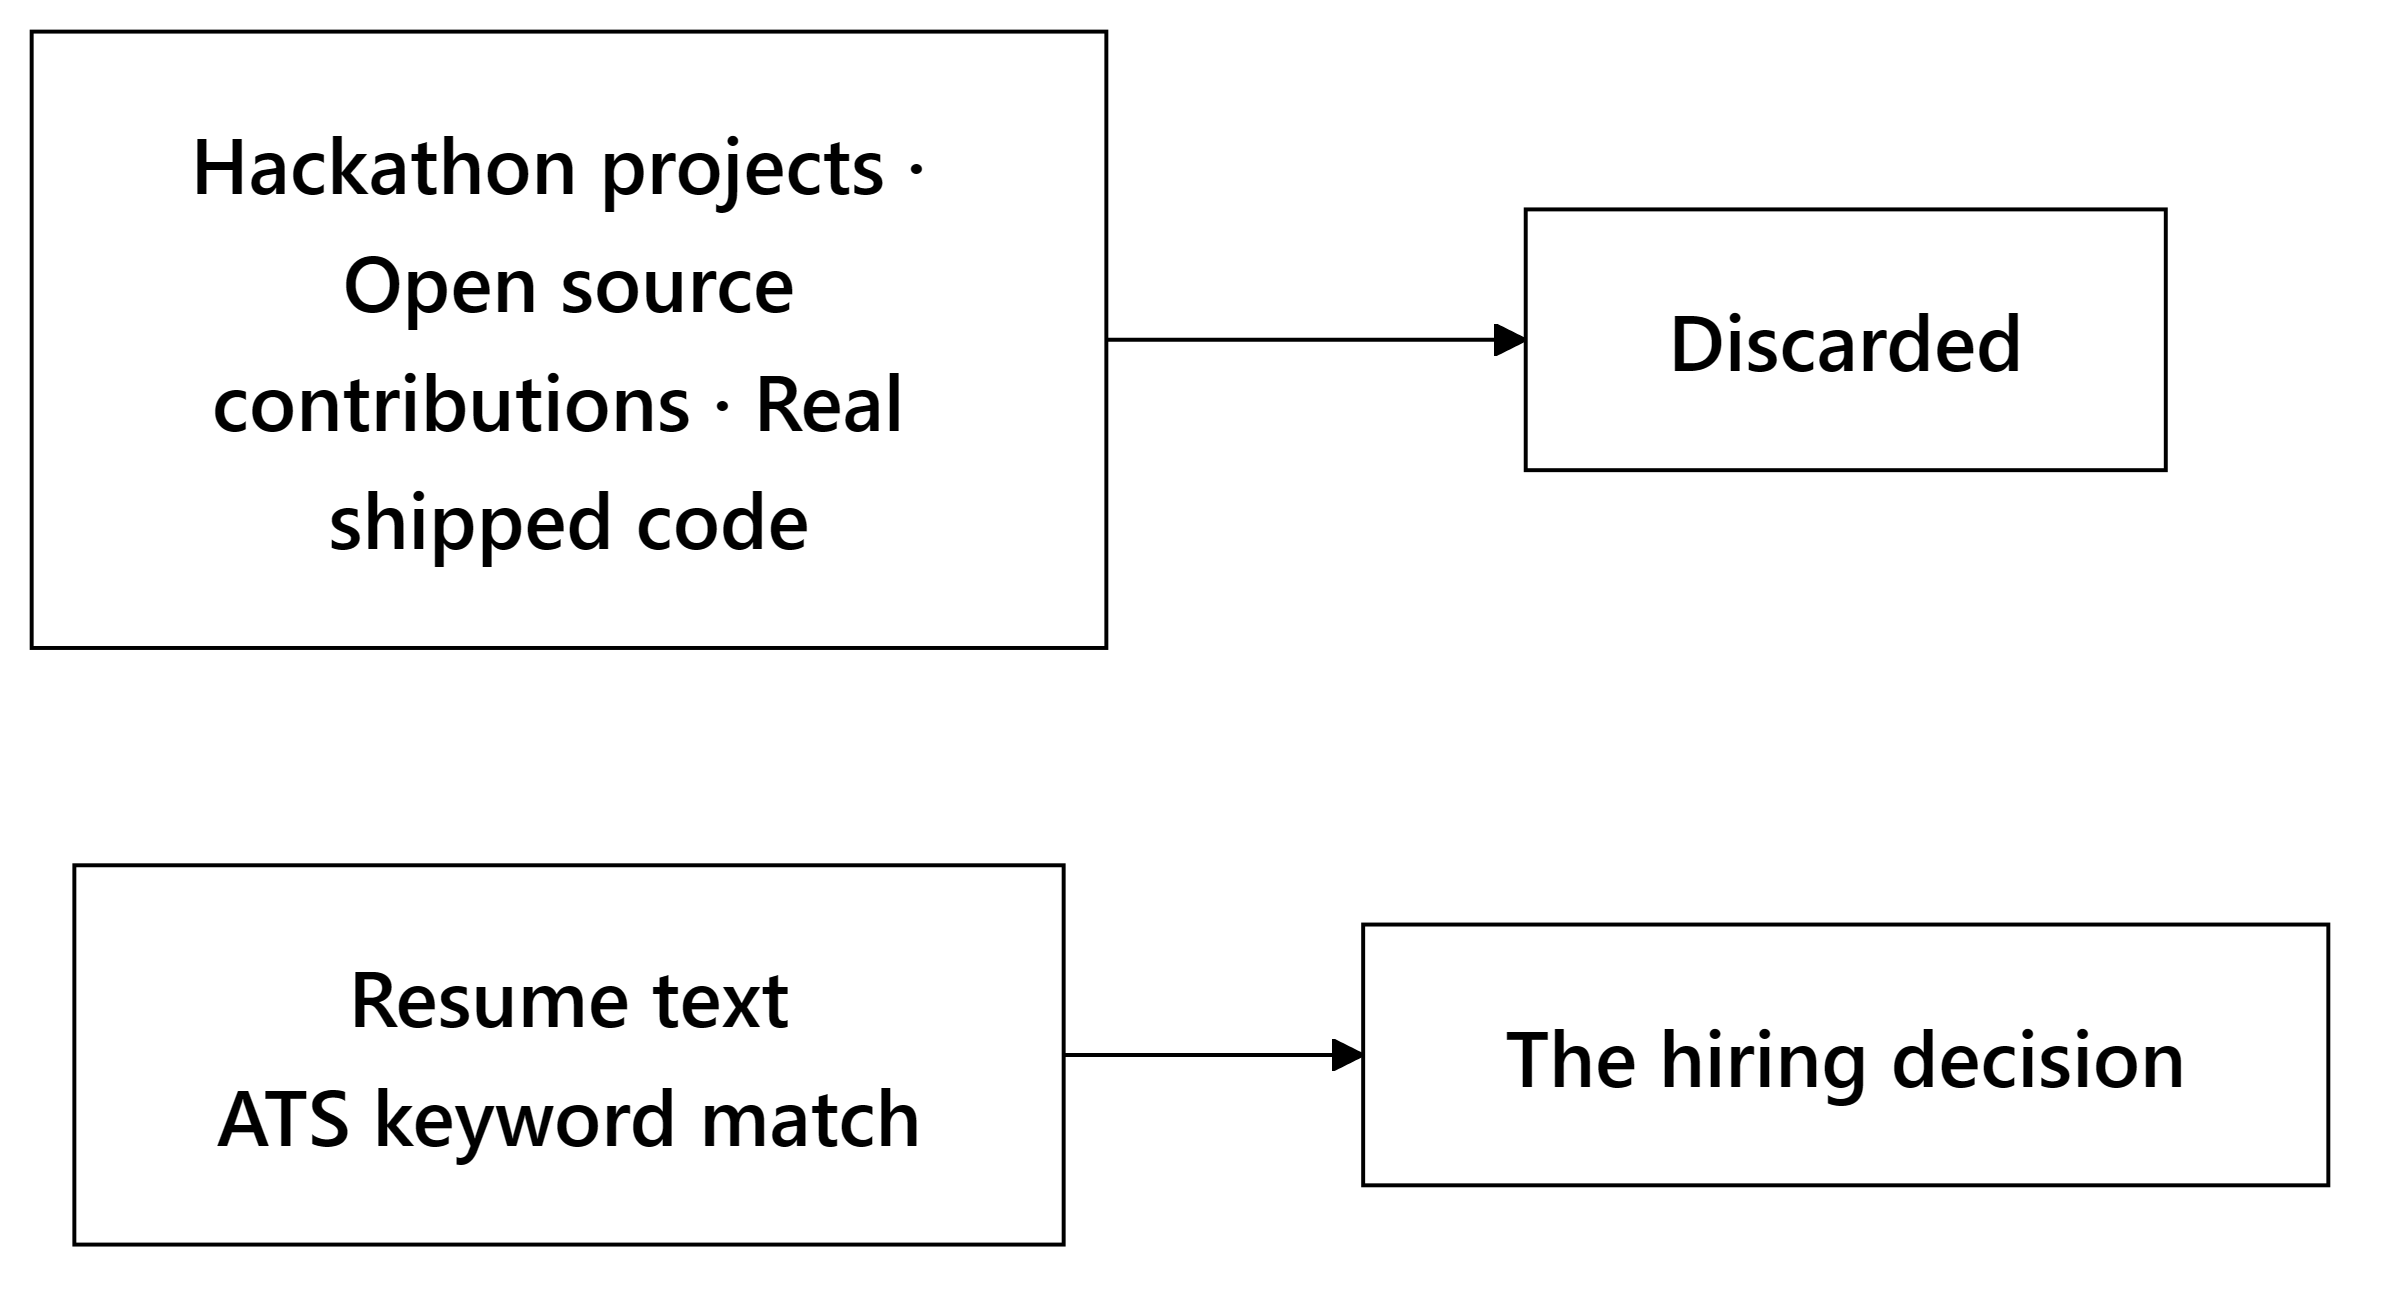 Hackathon projects ·
Open source
contributions · Real
shipped code
Discarded
Resume text
ATS keyword match
The hiring decision